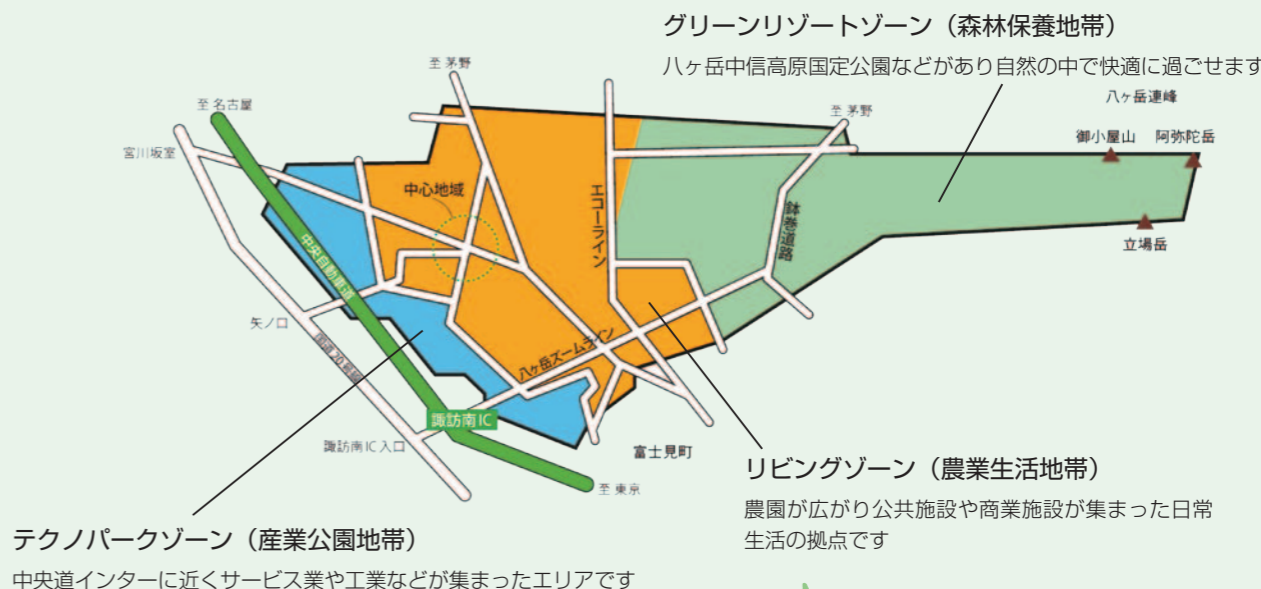 グリーンリゾートゾーン（森林保養地帯）
八ヶ岳中信高原国定公園などがあり自然の中で快適に過ごせます
八ヶ岳連峰
至 茅野
至 名古屋
至 茅野
宮川坂室
御小屋山
阿弥陀岳
中心地域
エコーライン
鉢巻道路
立場岳
中央自動車道
矢ノ口
国道20号線
八ヶ岳ズームライン
諏訪南IC
諏訪南IC入口
富士見町
至 東京
リビングゾーン（農業生活地帯）
農園が広がり公共施設や商業施設が集まった日常
生活の拠点です
テクノパークゾーン（産業公園地帯）
中央道インターに近くサービス業や工業などが集まったエリアです